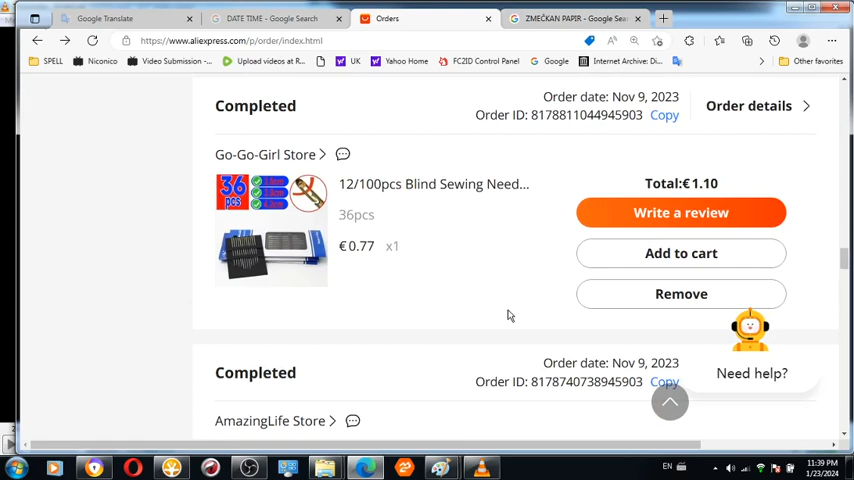 Google Translate
DATE TIME - Google Search
Orders
ZMEČKAN PAPIR - Google Sea
https://www.aliexpress.com/p/order/index.html
SPELL
Niconico
Video Submission -...
Upload videos at R...
UK
Yahoo Home
FC2ID Control Panel
Google
Internet Archive: Di...
Other favorites
Completed
Order date: Nov 9, 2023
Order ID: 8178811044945903 Copy
Order details
Go-Go-Girl Store
36
pcs
12/100pcs Blind Sewing Need...
36pcs
€0.77 x1
Total:€1.10
Write a review
Add to cart
Remove
Need help?
Completed
Order date: Nov 9, 2023
Order ID: 8178740738945903 Copy
AmazingLife Store
EN
11:39 PM
1/23/2024